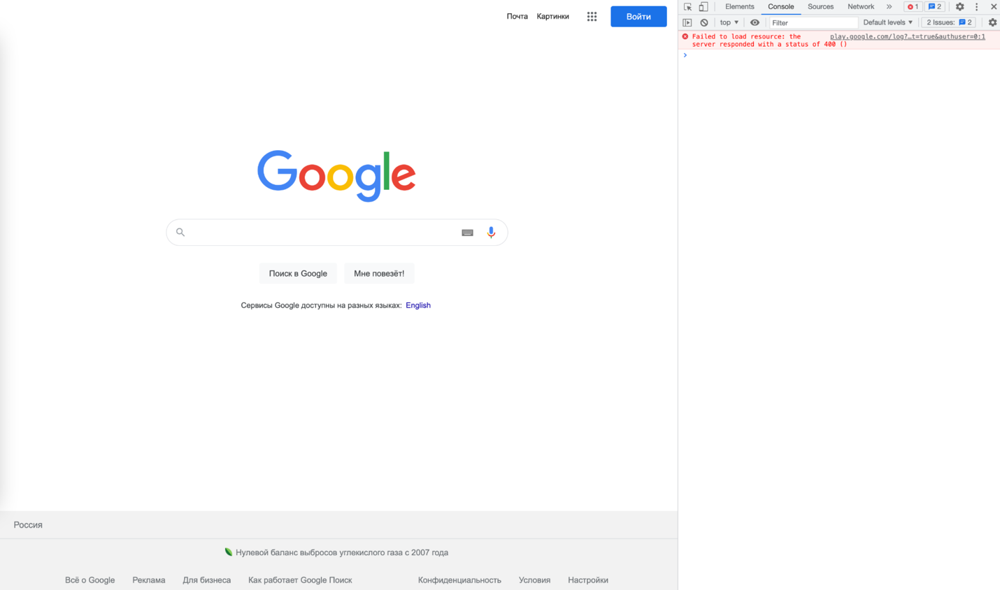 Почта Картинки Войти
Google
Поиск в Google Мне повезёт!
Сервисы Google доступны на разных языках: English
Россия
Нулевой баланс выбросов углекислого газа с 2007 года
Всё о Google Реклама Для бизнеса Как работает Google Поиск Конфиденциальность Условия Настройки
Elements Console Sources Network » 1 2
top Filter Default levels 2 Issues: 2
Failed to load resource: the play.google.com/log?…t=true&authuser=0:1
server responded with a status of 400 ()